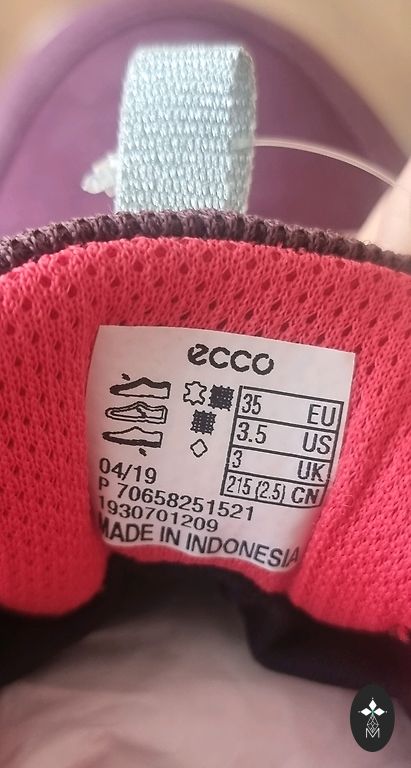 ecco
35 EU
3.5 US
3 UK
215 (2.5) CN
04/19
P 70658251521
1930701209
MADE IN INDONESIA
M